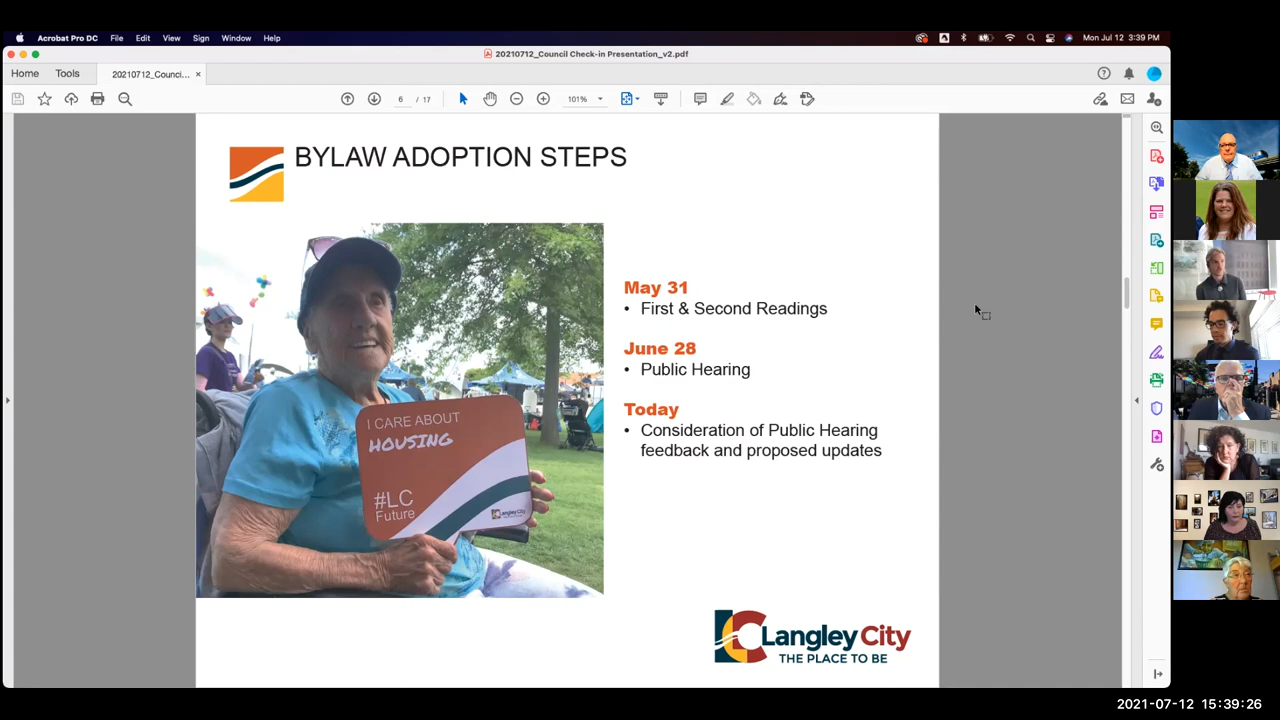 Acrobat Pro DC File Edit View Sign Window Help
Mon Jul 12 3:39 PM
20210712_Council Check-in Presentation_v2.pdf
Home Tools 20210712_Counci... ×
6 / 17
101%
BYLAW ADOPTION STEPS
I CARE ABOUT
HOUSING
#LC
Future
Langley City
May 31
• First & Second Readings
June 28
• Public Hearing
Today
• Consideration of Public Hearing
feedback and proposed updates
Langley City
THE PLACE TO BE
2021-07-12 15:39:26